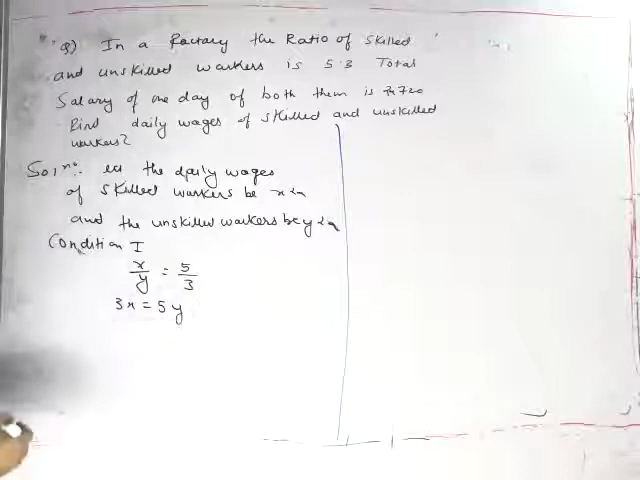 Q) In a factory the Ratio of skilled
and unskilled workers is 5:3 Total
Salary of one day of both them is ₹720
Find daily wages of skilled and unskilled
workers?
Soln:- let the daily wages
of skilled workers be x ₹
and the unskilled workers be y ₹
Condition I
x/y = 5/3
3x = 5y